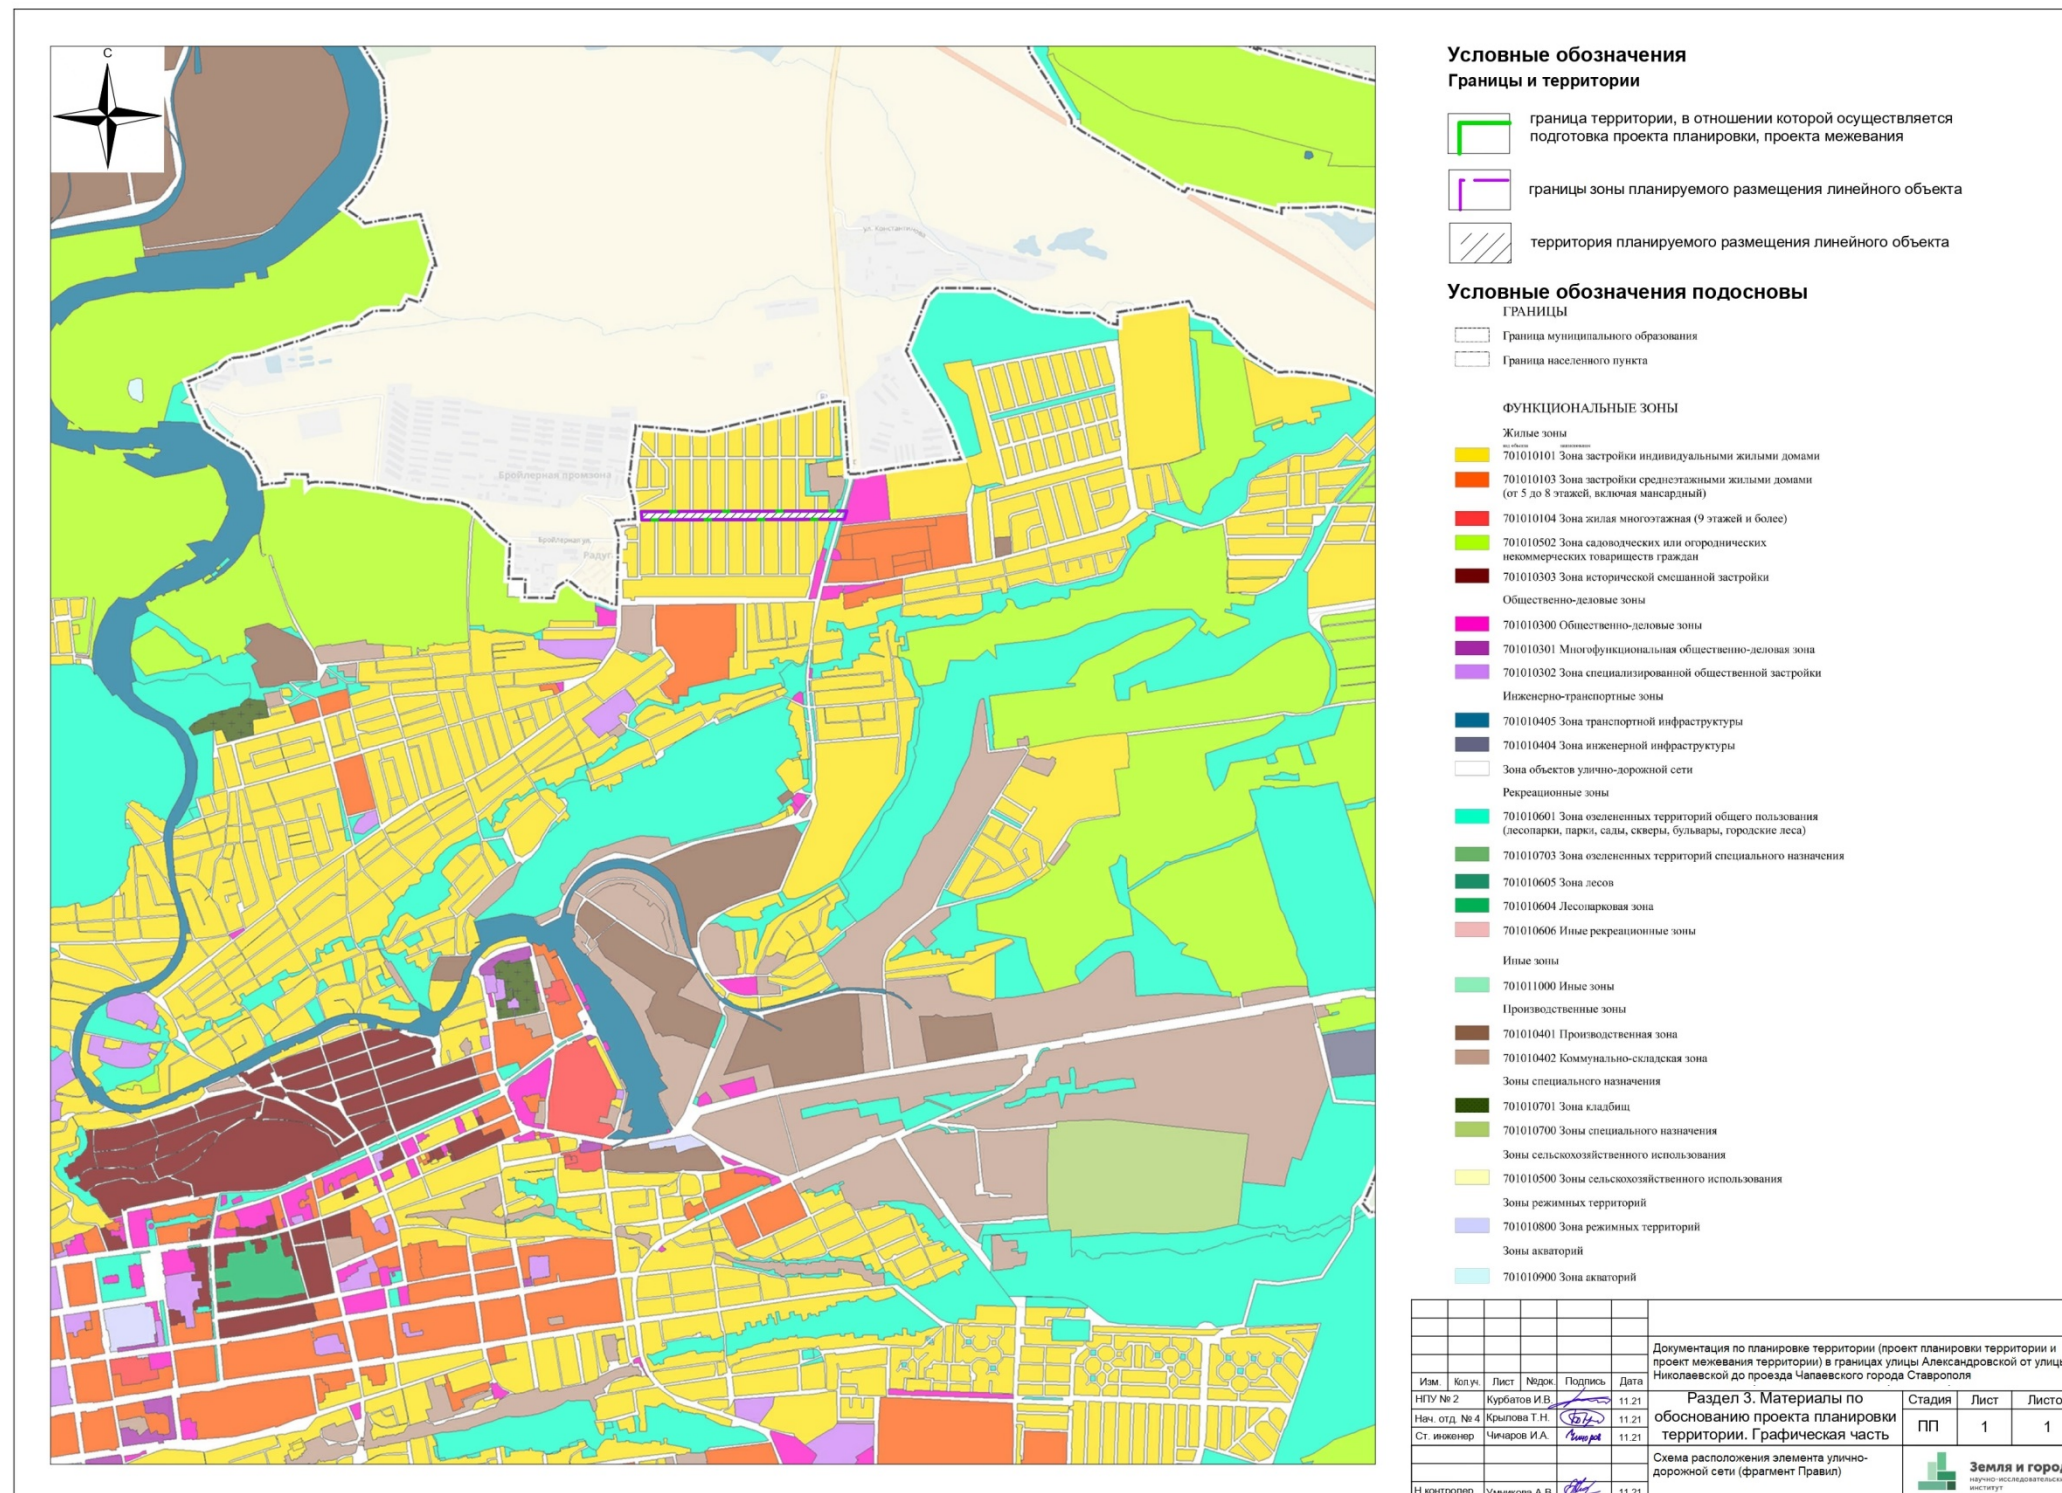 С
ул. Константинова
Бройлерная промзона
Бройлерная ул.
Радуг
Условные обозначения
Границы и территории
граница территории, в отношении которой осуществляется
подготовка проекта планировки, проекта межевания
границы зоны планируемого размещения линейного объекта
территория планируемого размещения линейного объекта
Условные обозначения подосновы
ГРАНИЦЫ
Граница муниципального образования
Граница населенного пункта
ФУНКЦИОНАЛЬНЫЕ ЗОНЫ
Жилые зоны
701010101 Зона застройки индивидуальными жилыми домами
701010103 Зона застройки среднеэтажными жилыми домами
(от 5 до 8 этажей, включая мансардный)
701010104 Зона жилая многоэтажная (9 этажей и более)
701010502 Зона садоводческих или огороднических
некоммерческих товариществ граждан
701010303 Зона исторической смешанной застройки
Общественно-деловые зоны
701010300 Общественно-деловые зоны
701010301 Многофункциональная общественно-деловая зона
701010302 Зона специализированной общественной застройки
Инженерно-транспортные зоны
701010405 Зона транспортной инфраструктуры
701010404 Зона инженерной инфраструктуры
Зона объектов улично-дорожной сети
Рекреационные зоны
701010601 Зона озелененных территорий общего пользования
(лесопарки, парки, сады, скверы, бульвары, городские леса)
701010703 Зона озелененных территорий специального назначения
701010605 Зона лесов
701010604 Лесопарковая зона
701010606 Иные рекреационные зоны
Иные зоны
701011000 Иные зоны
Производственные зоны
701010401 Производственная зона
701010402 Коммунально-складская зона
Зоны специального назначения
701010701 Зона кладбищ
701010700 Зоны специального назначения
Зоны сельскохозяйственного использования
701010500 Зоны сельскохозяйственного использования
Зоны режимных территорий
701010800 Зона режимных территорий
Зоны акваторий
701010900 Зона акваторий
Документация по планировке территории (проект планировки территории и
проект межевания территории) в границах улицы Александровской от улицы
Николаевской до проезда Чапаевского города Ставрополя
Изм. Кол.уч. Лист №док. Подпись Дата
НПУ № 2 Курбатов И.В. 11.21
Нач. отд. № 4 Крылова Т.Н. 11.21
Ст. инженер Чичаров И.А. 11.21
Раздел 3. Материалы по
обоснованию проекта планировки
территории. Графическая часть
Стадия Лист Листо
ПП 1 1
Схема расположения элемента улично-
дорожной сети (фрагмент Правил)
Земля и город
научно-исследовательски
институт
Н.контролер 11.21